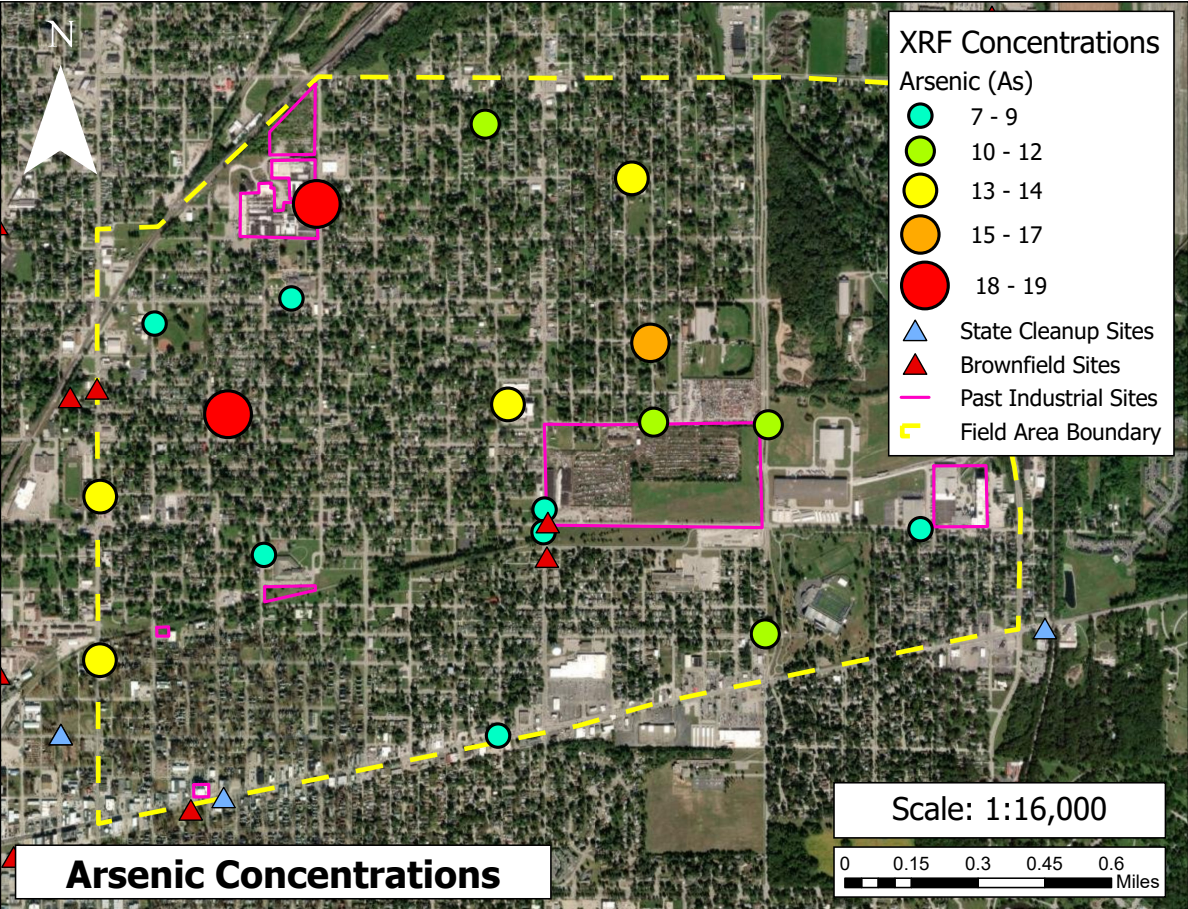 N
XRF Concentrations
Arsenic (As)
7 - 9
10 - 12
13 - 14
15 - 17
18 - 19
State Cleanup Sites
Brownfield Sites
Past Industrial Sites
Field Area Boundary
Scale: 1:16,000
0 0.15 0.3 0.45 0.6
Miles
Arsenic Concentrations